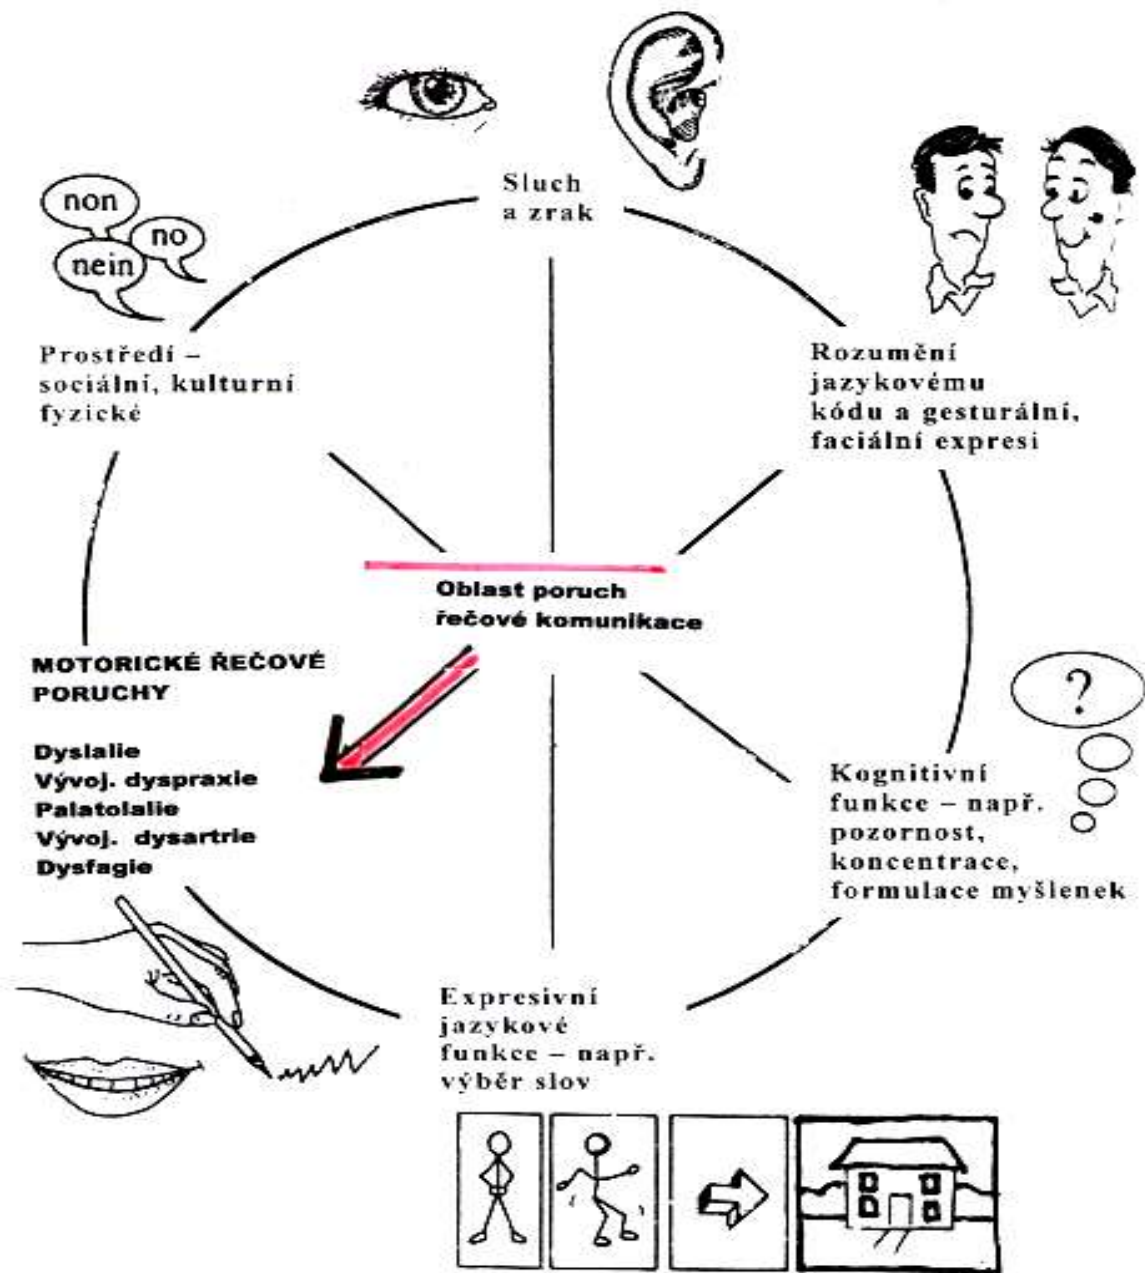 Sluch
a zrak
non
no
nein
Prostředí –
sociální, kulturní
fyzické
Rozumění
jazykovému
kódu a gesturální,
faciální expresi
Oblast poruch
řečové komunikace
MOTORICKÉ ŘEČOVÉ
PORUCHY
Dyslalie
Vývoj. dyspraxie
Palatolalie
Vývoj. dysartrie
Dysfagie
?
Kognitivní
funkce – např.
pozornost,
koncentrace,
formulace myšlenek
Expresivní
jazykové
funkce – např.
výběr slov